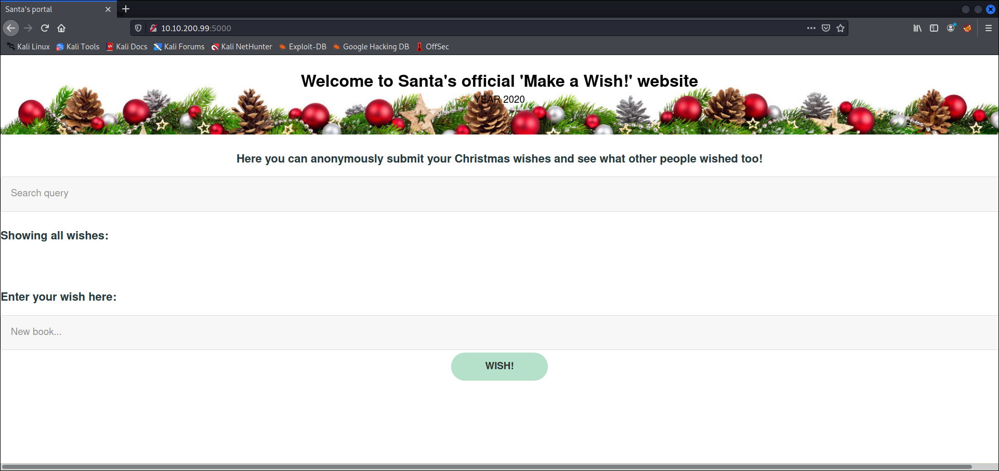 Santa's portal
10.10.200.99:5000
Kali Linux Kali Tools Kali Docs Kali Forums Kali NetHunter Exploit-DB Google Hacking DB OffSec
Welcome to Santa's official 'Make a Wish!' website
YEAR 2020
Here you can anonymously submit your Christmas wishes and see what other people wished too!
Search query
Showing all wishes:
Enter your wish here:
New book...
WISH!